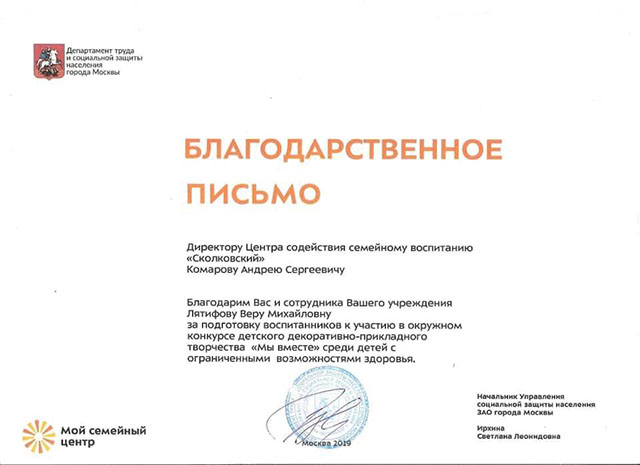 Департамент труда
и социальной защиты
населения
города Москвы
БЛАГОДАРСТВЕННОЕ
ПИСЬМО
Директору Центра содействия семейному воспитанию
«Сколковский»
Комарову Андрею Сергеевичу
Благодарим Вас и сотрудника Вашего учреждения
Лятифову Веру Михайловну
за подготовку воспитанников к участию в окружном
конкурсе детского декоративно-прикладного
творчества «Мы вместе» среди детей с
ограниченными возможностями здоровья.
Начальник Управления
социальной защиты населения
ЗАО города Москвы
Ирхина
Светлана Леонидовна
Мой семейный
центр
Москва 2019